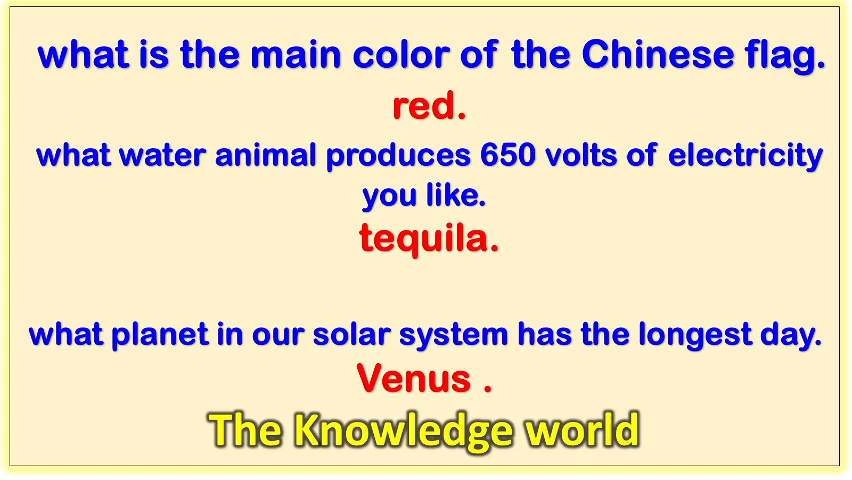 what is the main color of the Chinese flag.
red.
what water animal produces 650 volts of electricity
you like.
tequila.
what planet in our solar system has the longest day.
Venus .
The Knowledge world